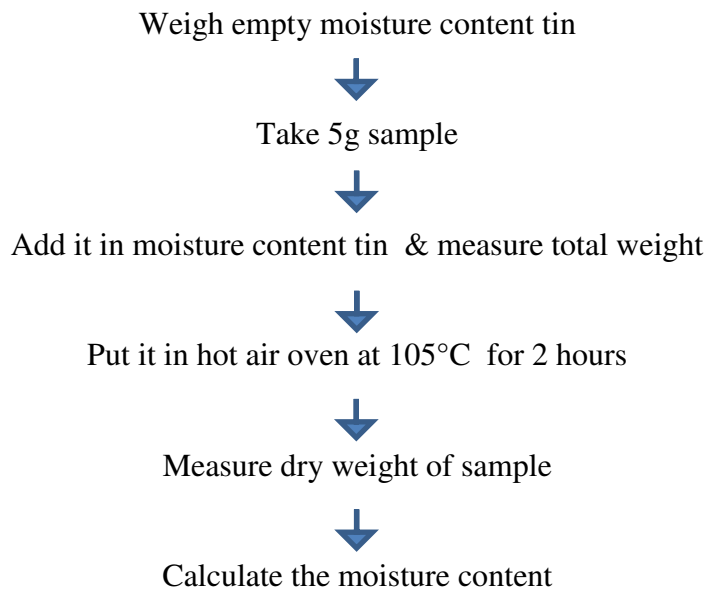 Weigh empty moisture content tin
Take 5g sample
Add it in moisture content tin & measure total weight
Put it in hot air oven at 105°C for 2 hours
Measure dry weight of sample
Calculate the moisture content